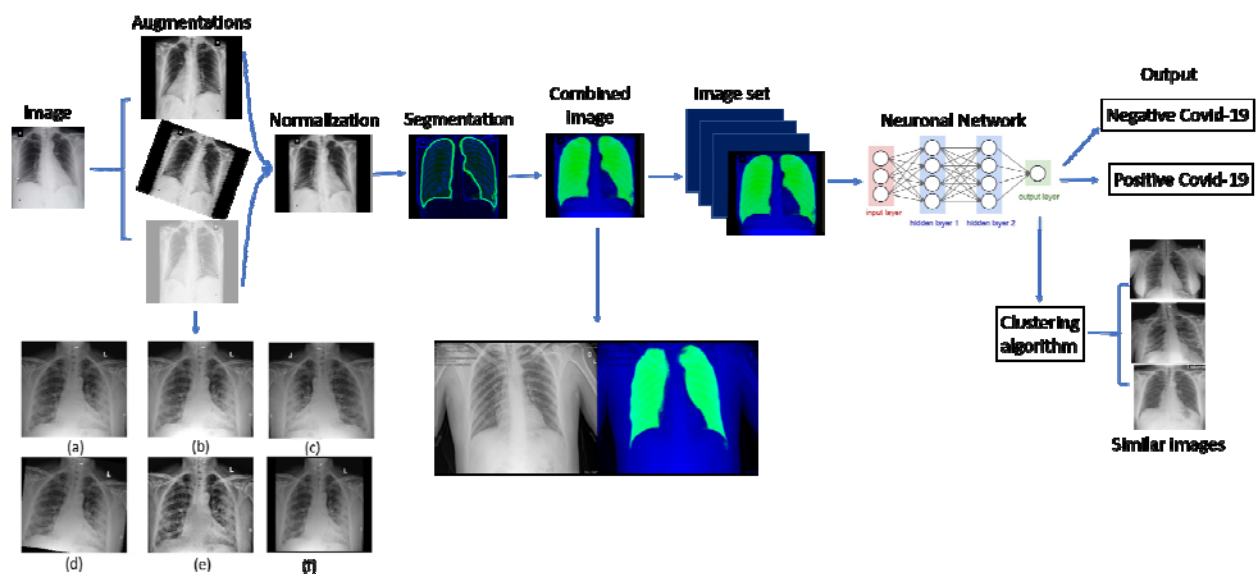 Augmentations
Image
Normalization
Segmentation
Combined
Image
Image set
Neuronal Network
Output
Negative Covid-19
Positive Covid-19
input layer
hidden layer 1
hidden layer 2
output layer
Clustering
algorithm
Similar images
(a)
(b)
(c)
(d)
(e)
(f)
L
L
L
L
L